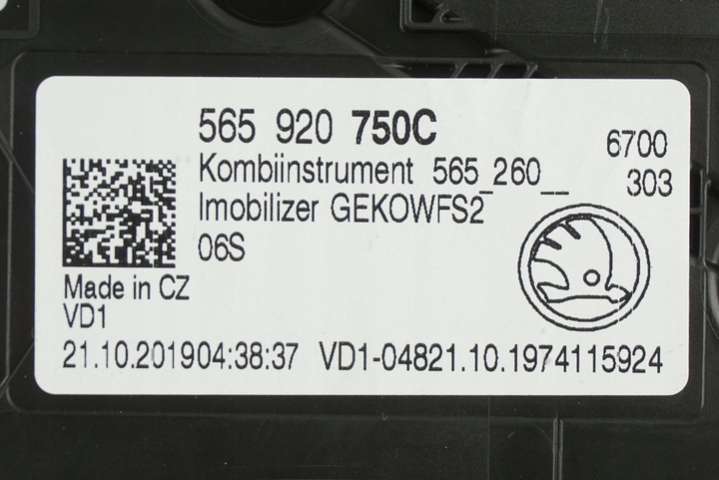 565 920 750C
6700
Kombiinstrument 565_260__
303
Imobilizer GEKOWFS2
06S
Made in CZ
VD1
21.10.201904:38:37 VD1-04821.10.1974115924